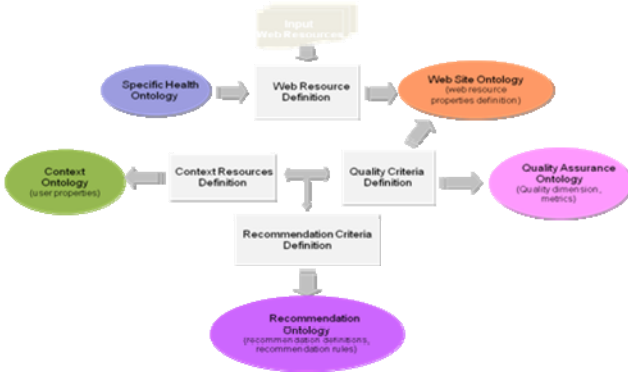 Input
Web Resources
Specific Health
Ontology
Web Resource
Definition
Web Site Ontology
(web resource
properties definition)
Context
Ontology
(user properties)
Context Resources
Definition
Quality Criteria
Definition
Quality Assurance
Ontology
(Quality dimension,
metrics)
Recommendation Criteria
Definition
Recommendation
Ontology
(recommendation definitions,
recommendation rules)